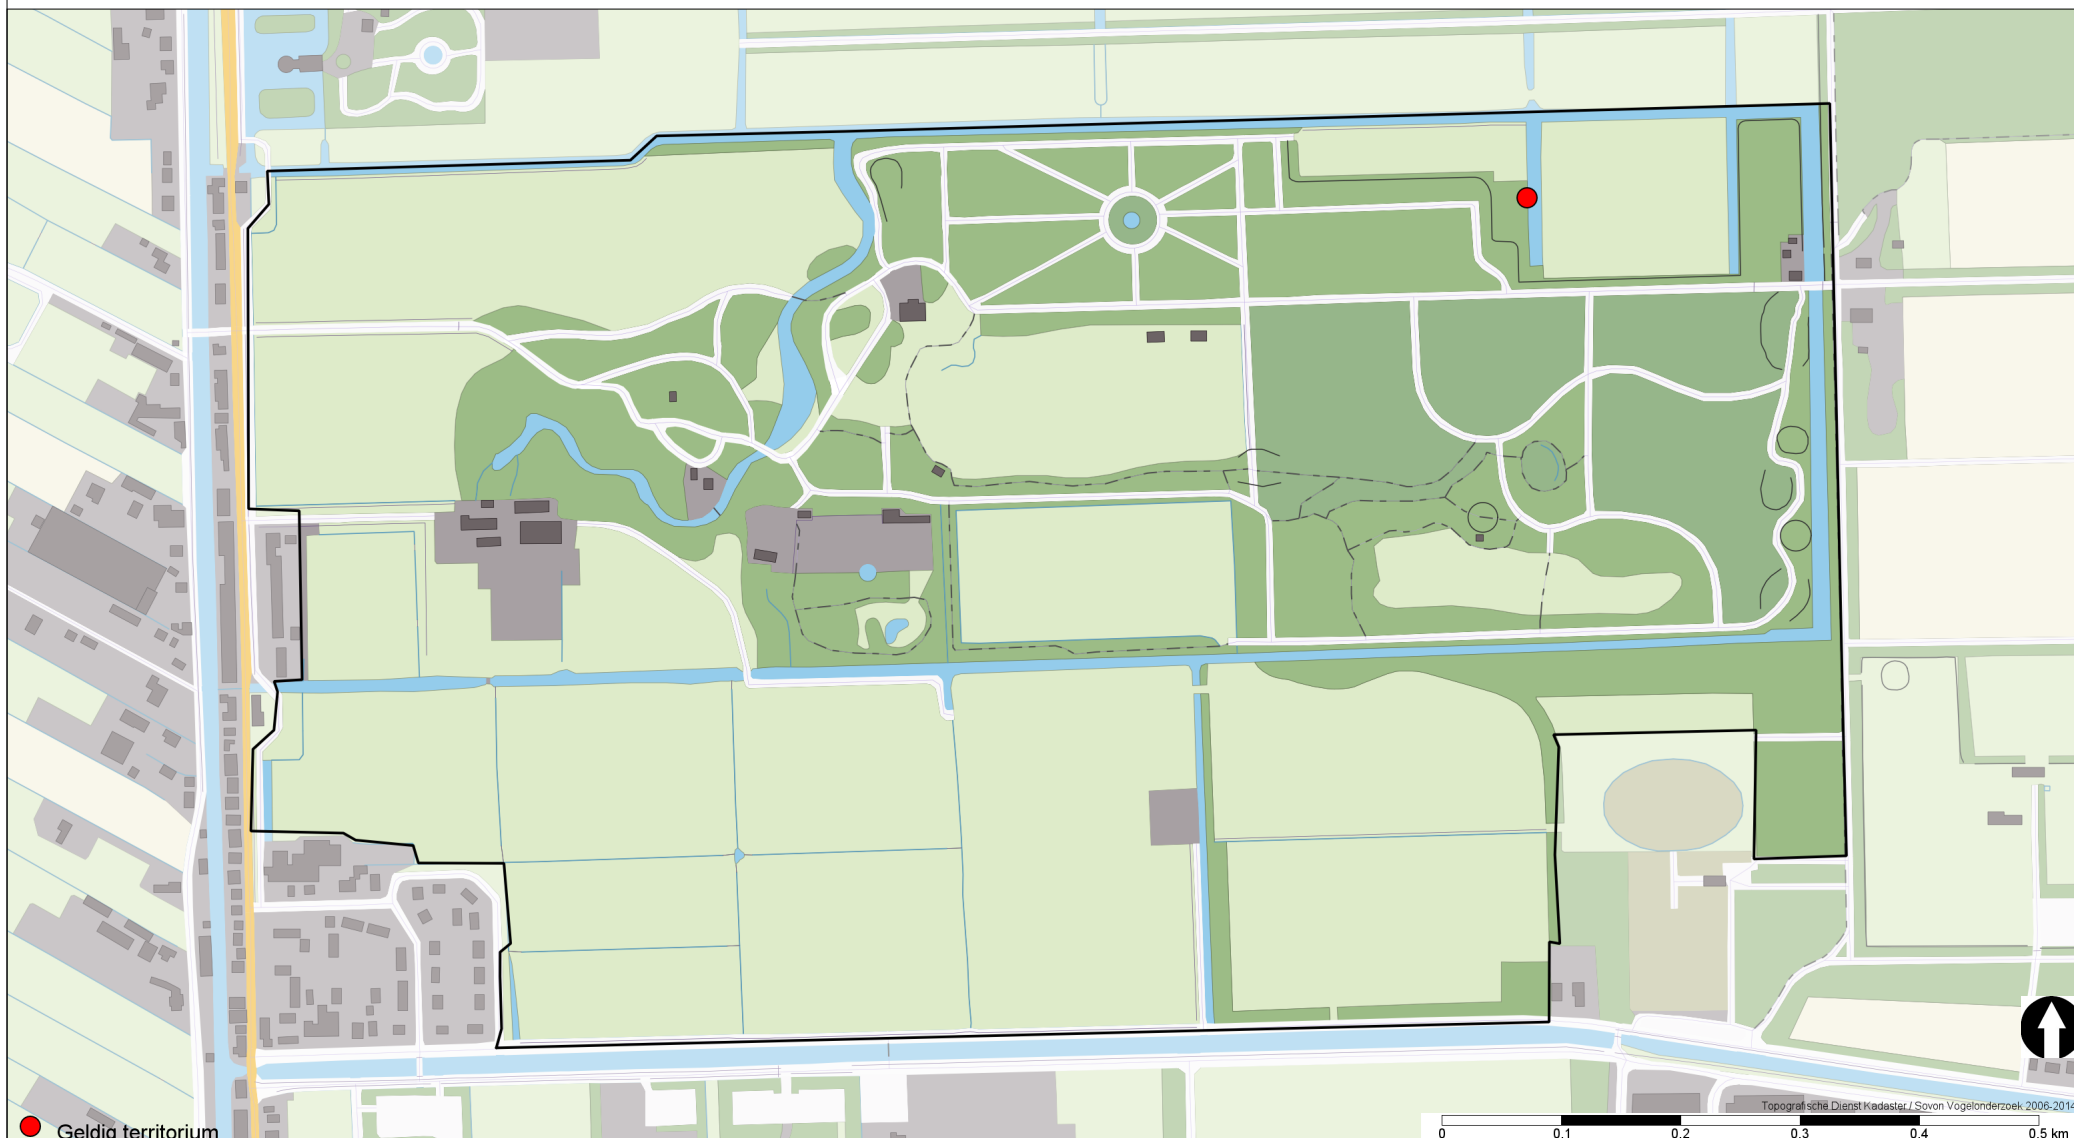 Topografische Dienst Kadaster / Sovon Vogelonderzoek 2006-2014
Geldig territorium
0 0.1 0.2 0.3 0.4 0.5 km